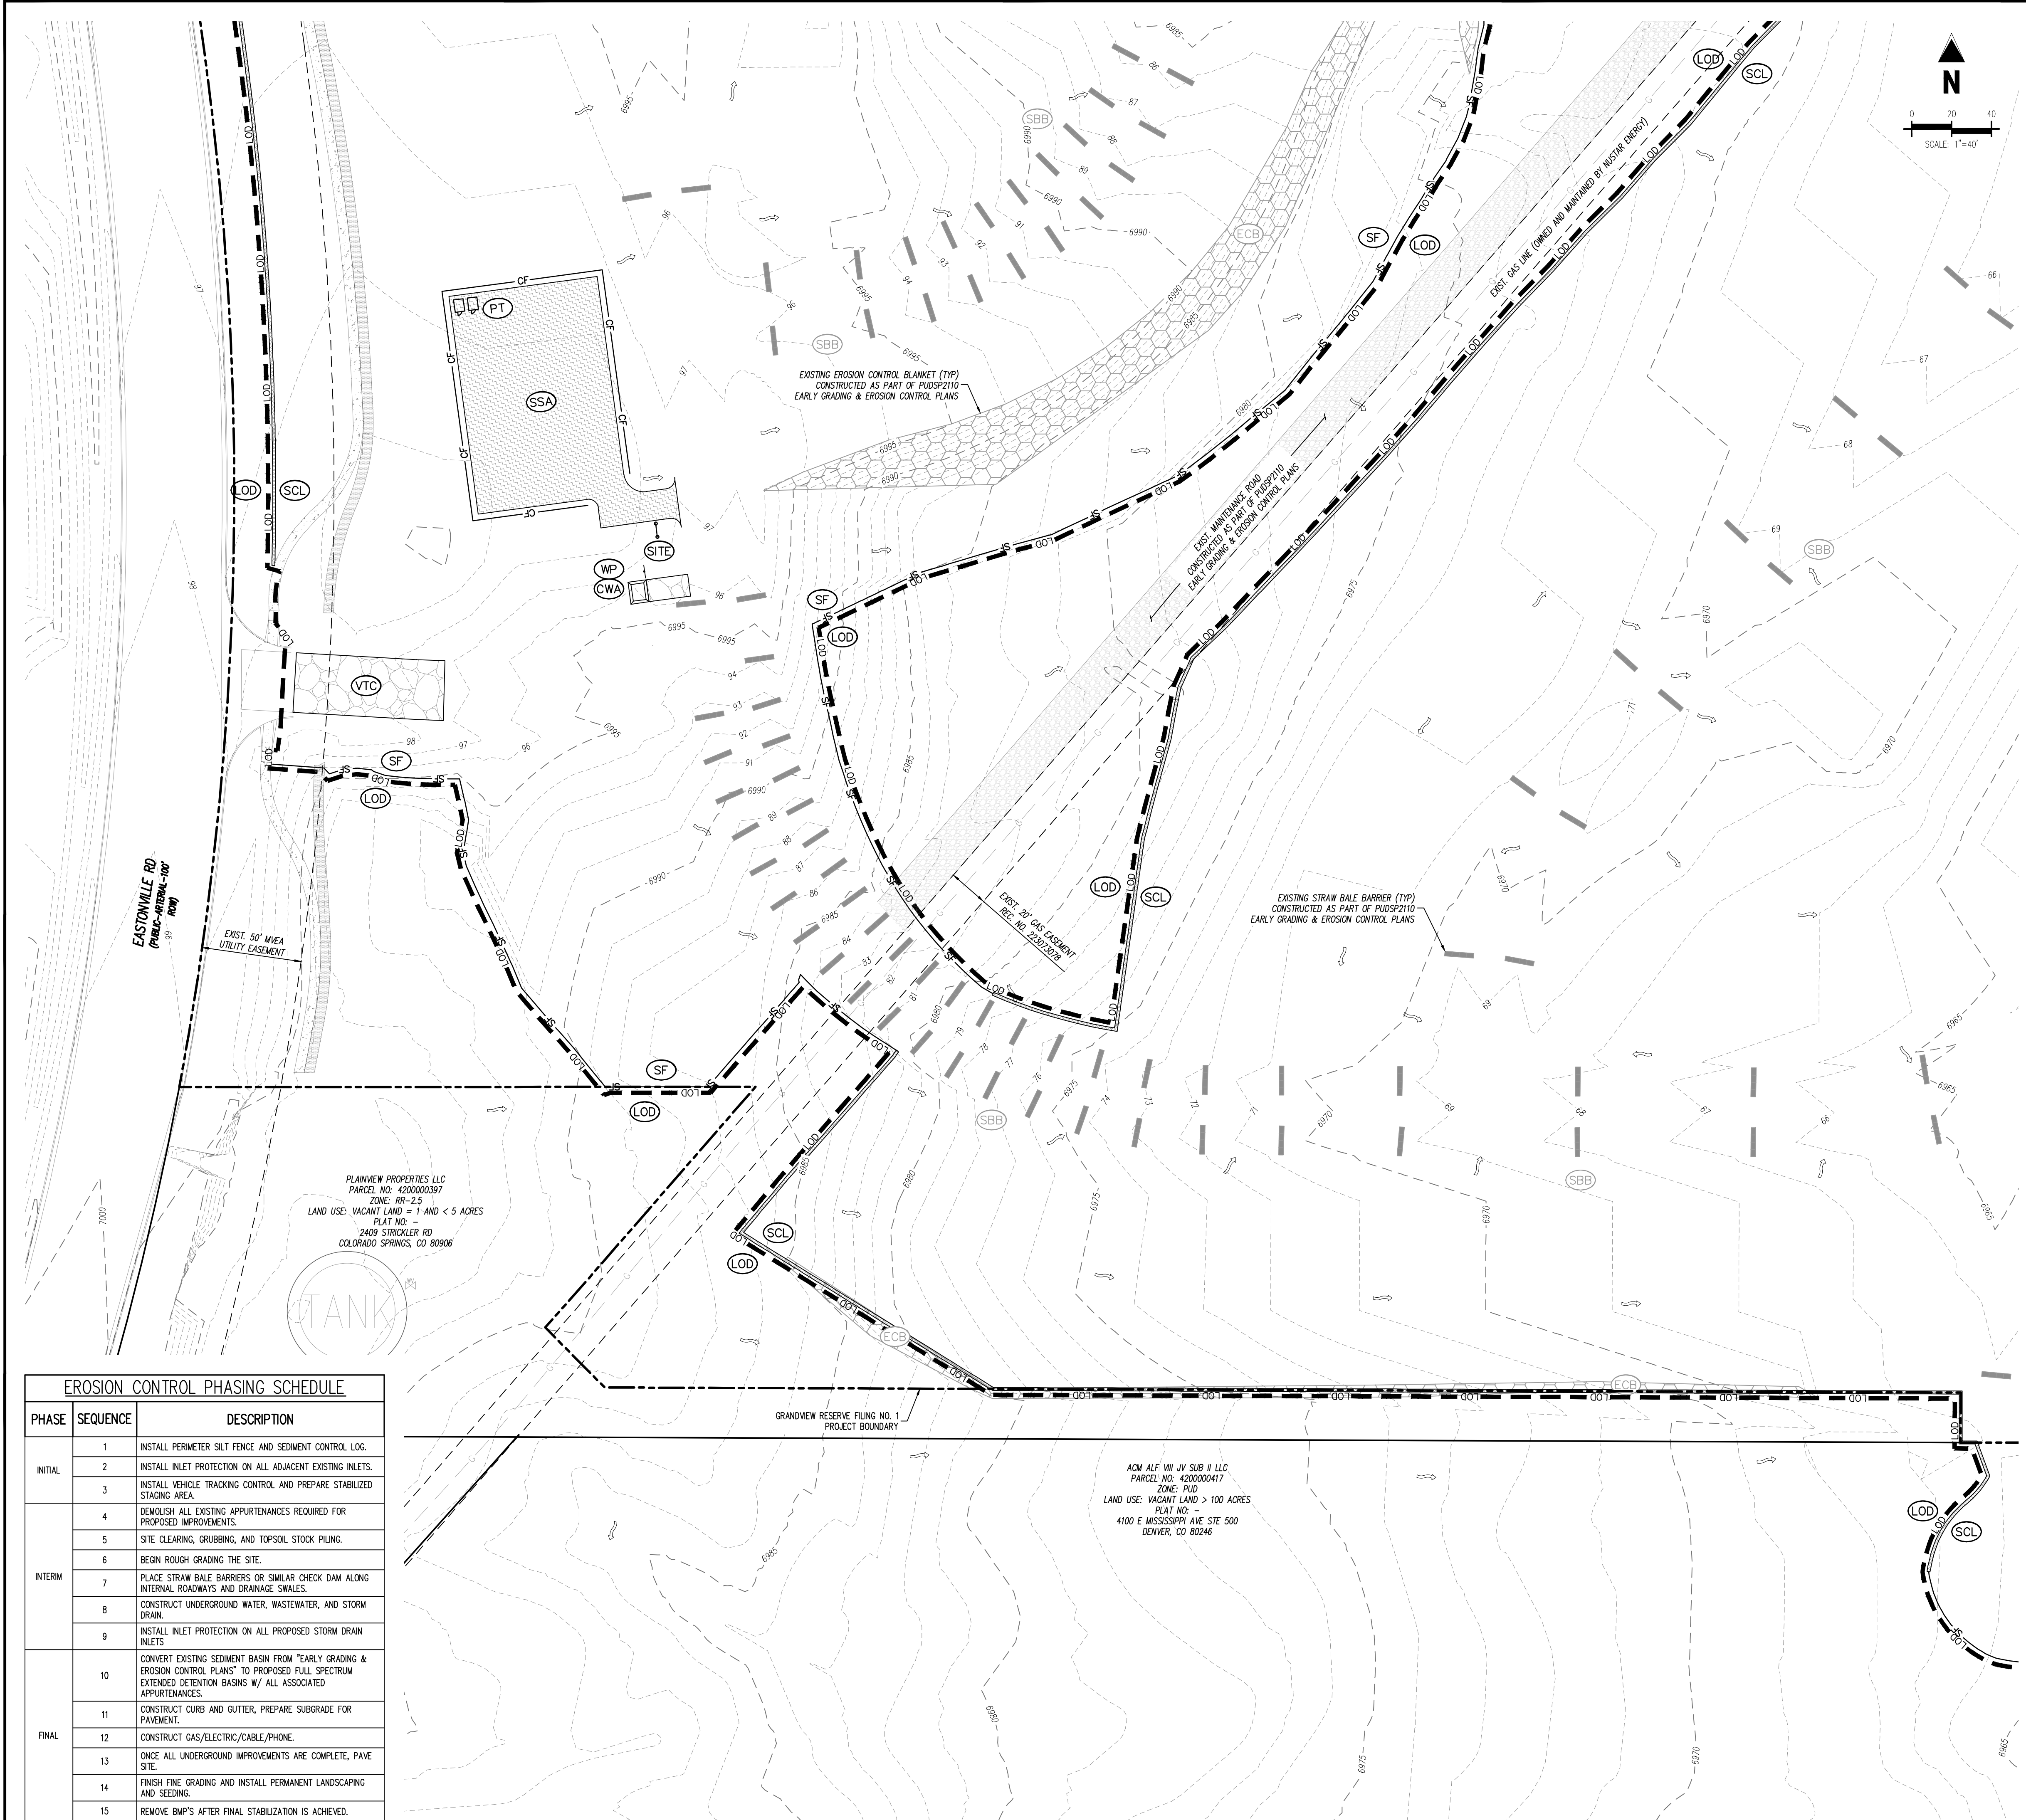 N
0 20 40
SCALE: 1"=40'
EXIST. GAS LINE (OWNED AND MAINTAINED BY NUSTAR ENERGY)
EXISTING EROSION CONTROL BLANKET (TYP)
CONSTRUCTED AS PART OF PUDSP2110
EARLY GRADING & EROSION CONTROL PLANS
EXIST. MAINTENANCE ROAD
CONSTRUCTED AS PART OF PUDSP2110
EARLY GRADING & EROSION CONTROL PLANS
PT
SSA
SITE
WP
CWA
VTC
LOD
SCL
SF
LOD
SBB
ECB
CF
EASTONVILLE RD
(PUBLIC-ARTERIAL-100'
ROW)
EXIST. 50' MVEA
UTILITY EASEMENT
EXIST. 20' GAS EASEMENT
REC. NO. 223073078
EXISTING STRAW BALE BARRIER (TYP)
CONSTRUCTED AS PART OF PUDSP2110
EARLY GRADING & EROSION CONTROL PLANS
PLAINVIEW PROPERTIES LLC
PARCEL NO: 4200000397
ZONE: RR-2.5
LAND USE: VACANT LAND = 1 AND < 5 ACRES
PLAT NO: -
2409 STRICKLER RD
COLORADO SPRINGS, CO 80906
TANK
GRANDVIEW RESERVE FILING NO. 1
PROJECT BOUNDARY
ACM ALF VIII JV SUB II LLC
PARCEL NO: 4200000417
ZONE: PUD
LAND USE: VACANT LAND > 100 ACRES
PLAT NO: -
4100 E MISSISSIPPI AVE STE 500
DENVER, CO 80246
EROSION CONTROL PHASING SCHEDULE
PHASE SEQUENCE DESCRIPTION
INITIAL
1 INSTALL PERIMETER SILT FENCE AND SEDIMENT CONTROL LOG.
2 INSTALL INLET PROTECTION ON ALL ADJACENT EXISTING INLETS.
3 INSTALL VEHICLE TRACKING CONTROL AND PREPARE STABILIZED
STAGING AREA.
INTERIM
4 DEMOLISH ALL EXISTING APPURTENANCES REQUIRED FOR
PROPOSED IMPROVEMENTS.
5 SITE CLEARING, GRUBBING, AND TOPSOIL STOCK PILING.
6 BEGIN ROUGH GRADING THE SITE.
7 PLACE STRAW BALE BARRIERS OR SIMILAR CHECK DAM ALONG
INTERNAL ROADWAYS AND DRAINAGE SWALES.
8 CONSTRUCT UNDERGROUND WATER, WASTEWATER, AND STORM
DRAIN.
9 INSTALL INLET PROTECTION ON ALL PROPOSED STORM DRAIN
INLETS
FINAL
10 CONVERT EXISTING SEDIMENT BASIN FROM "EARLY GRADING &
EROSION CONTROL PLANS" TO PROPOSED FULL SPECTRUM
EXTENDED DETENTION BASINS W/ ALL ASSOCIATED
APPURTENANCES.
11 CONSTRUCT CURB AND GUTTER, PREPARE SUBGRADE FOR
PAVEMENT.
12 CONSTRUCT GAS/ELECTRIC/CABLE/PHONE.
13 ONCE ALL UNDERGROUND IMPROVEMENTS ARE COMPLETE, PAVE
SITE.
14 FINISH FINE GRADING AND INSTALL PERMANENT LANDSCAPING
AND SEEDING.
15 REMOVE BMP'S AFTER FINAL STABILIZATION IS ACHIEVED.